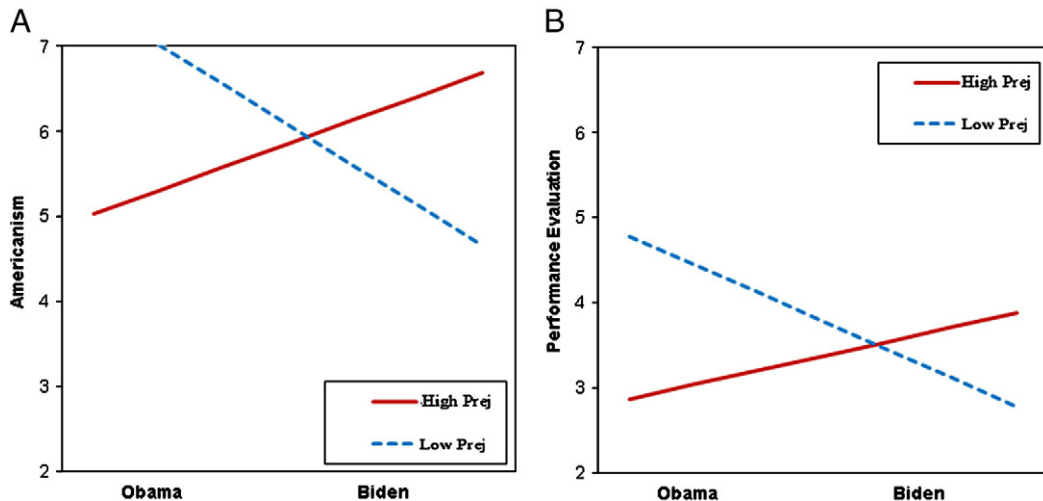 A
7
6
5
4
3
2
Americanism
High Prej
Low Prej
Obama Biden
B
7
6
5
4
3
2
Performance Evaluation
High Prej
Low Prej
Obama Biden